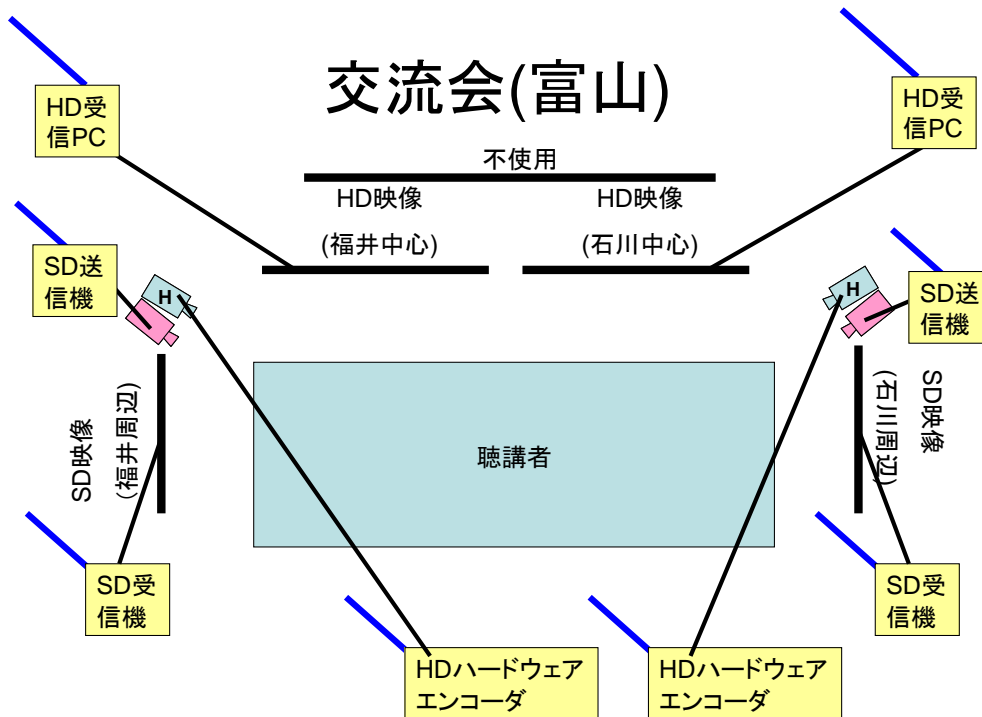 交流会(富山)
HD受
信PC
HD受
信PC
不使用
HD映像
(福井中心)
HD映像
(石川中心)
SD送
信機
H
H
SD送
信機
SD映像
(福井周辺)
聴講者
SD映像
(石川周辺)
SD受
信機
SD受
信機
HDハードウェア
エンコーダ
HDハードウェア
エンコーダ